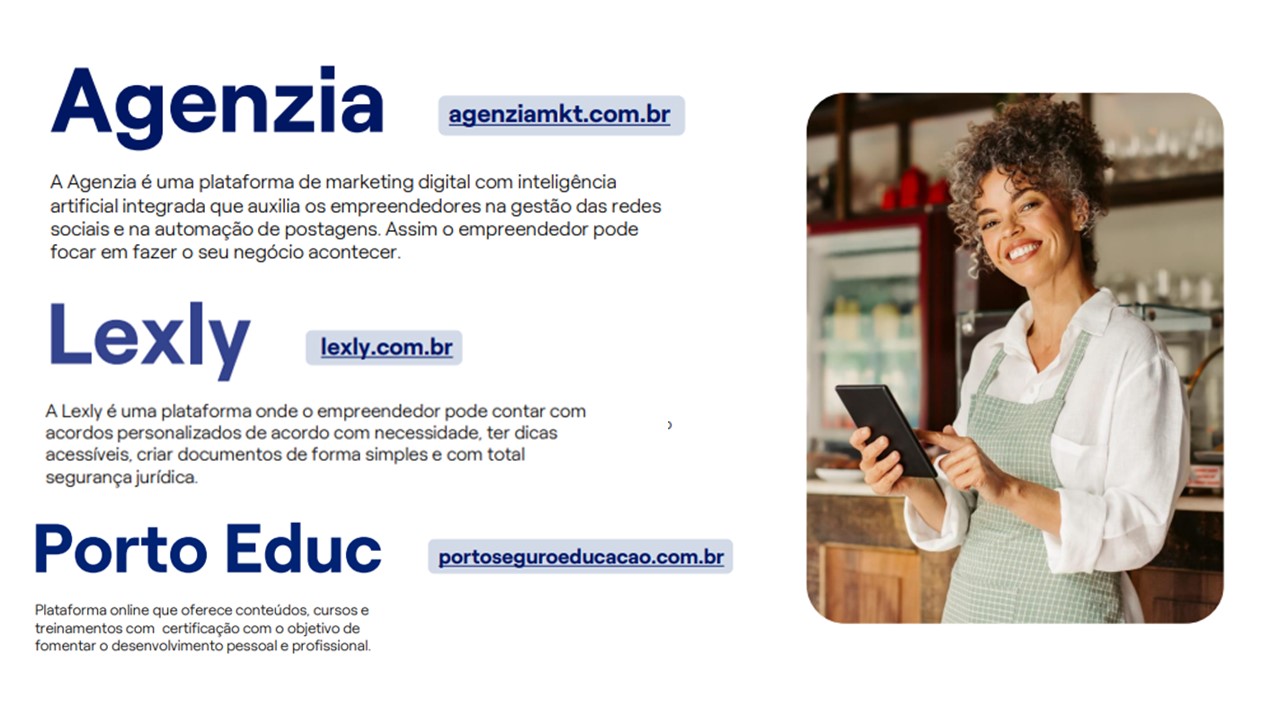 Agenzia
agenziamkt.com.br
A Agenzia é uma plataforma de marketing digital com inteligência
artificial integrada que auxilia os empreendedores na gestão das redes
sociais e na automação de postagens. Assim o empreendedor pode
focar em fazer o seu negócio acontecer.
Lexly
lexly.com.br
A Lexly é uma plataforma onde o empreendedor pode contar com
acordos personalizados de acordo com necessidade, ter dicas
acessíveis, criar documentos de forma simples e com total
segurança jurídica.
Porto Educ
portoseguroeducacao.com.br
Plataforma online que oferece conteúdos, cursos e
treinamentos com  certificação com o objetivo de
fomentar o desenvolvimento pessoal e profissional.